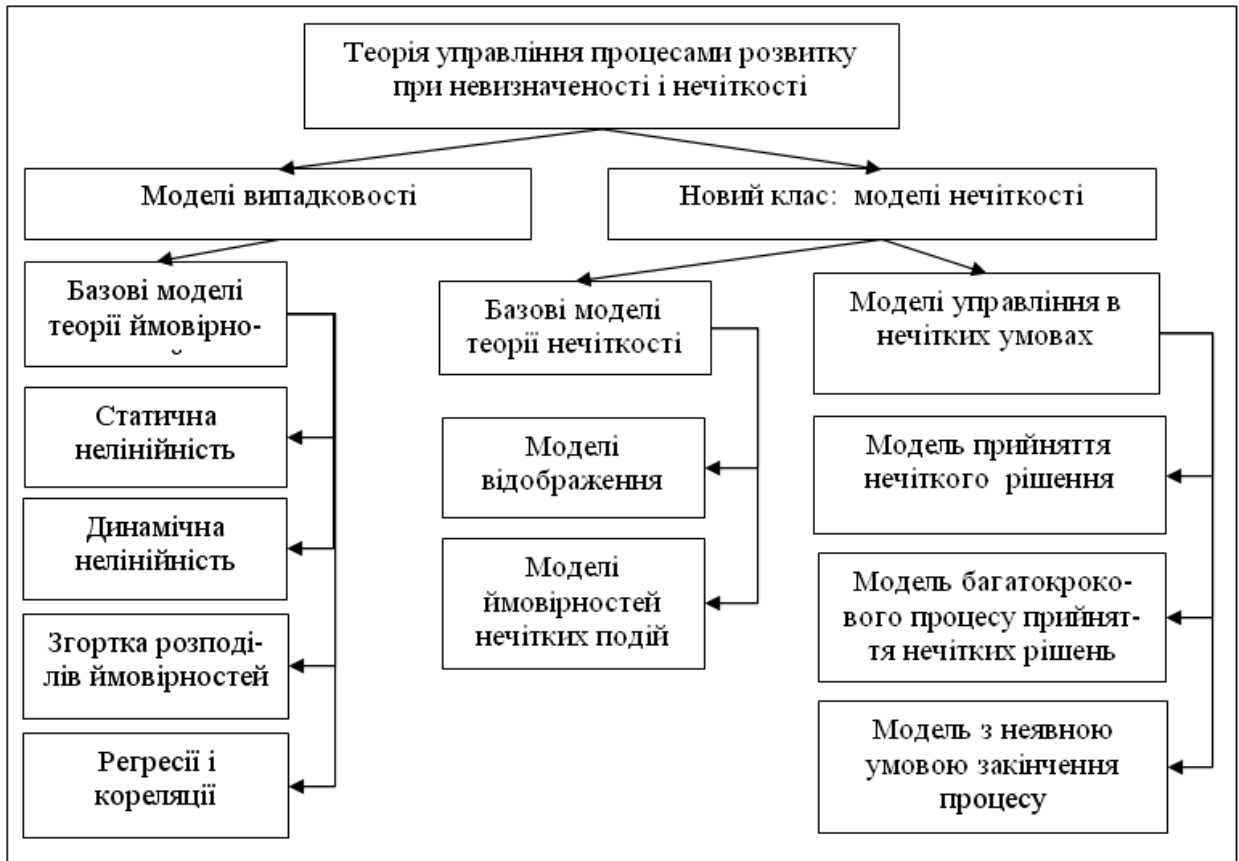 Теорія управління процесами розвитку
при невизначеності і нечіткості
Моделі випадковості
Новий клас: моделі нечіткості
Базові моделі
теорії ймовірно-
Базові моделі
теорії нечіткості
Моделі управління в
нечітких умовах
Статична
нелінійність
Моделі
відображення
Модель прийняття
нечіткого рішення
Динамічна
нелінійність
Моделі
ймовірностей
нечітких подій
Модель багатокроко-
вого процесу прийнят-
тя нечітких рішень
Згортка розподі-
лів ймовірностей
Регресії і
кореляції
Модель з неявною
умовою закінчення
процесу